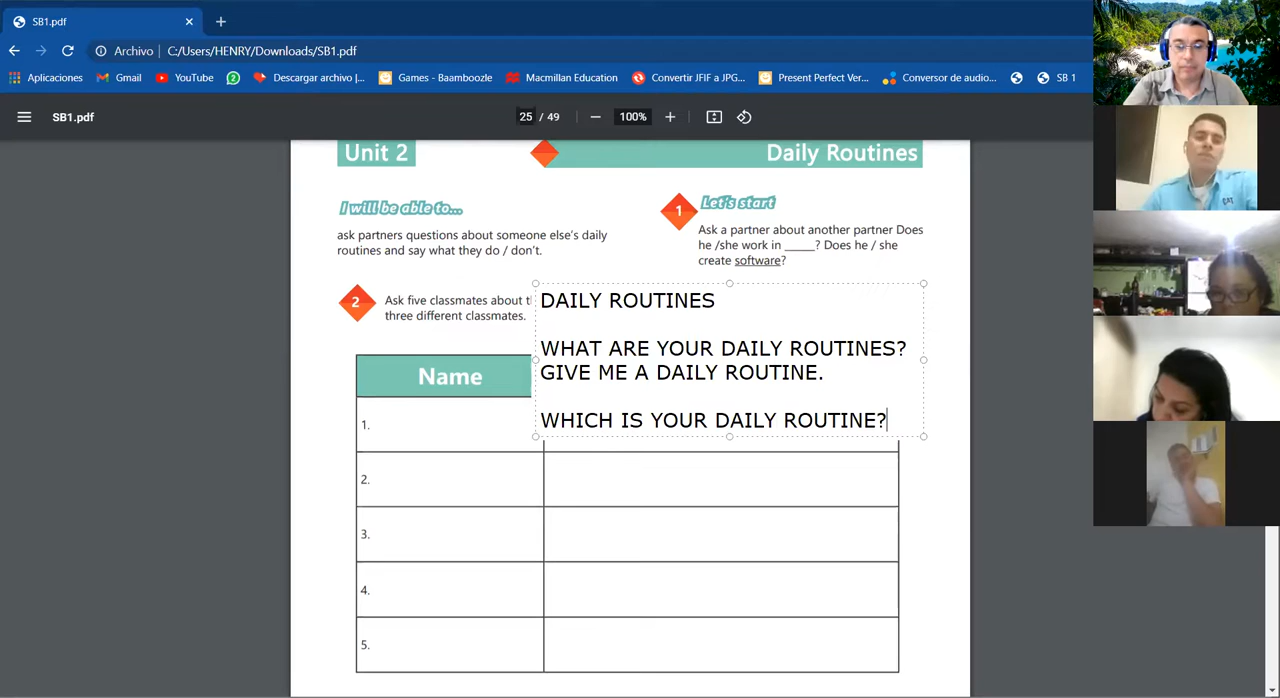 SB1.pdf
Archivo
C:/Users/HENRY/Downloads/SB1.pdf
Aplicaciones
Gmail
YouTube
2
Descargar archivo |...
Games - Baamboozle
Macmillan Education
Convertir JFIF a JPG...
Present Perfect Ver...
Conversor de audio...
SB 1
SB1.pdf
25 / 49
100%
Unit 2
Daily Routines
I will be able to...
ask partners questions about someone else's daily
routines and say what they do / don't.
1
Let's start
Ask a partner about another partner Does
he /she work in _____? Does he / she
create software?
2
Ask five classmates about t
three different classmates.
DAILY ROUTINES
WHAT ARE YOUR DAILY ROUTINES?
GIVE ME A DAILY ROUTINE.
WHICH IS YOUR DAILY ROUTINE?
Name
1.
2.
3.
4.
5.
CAT